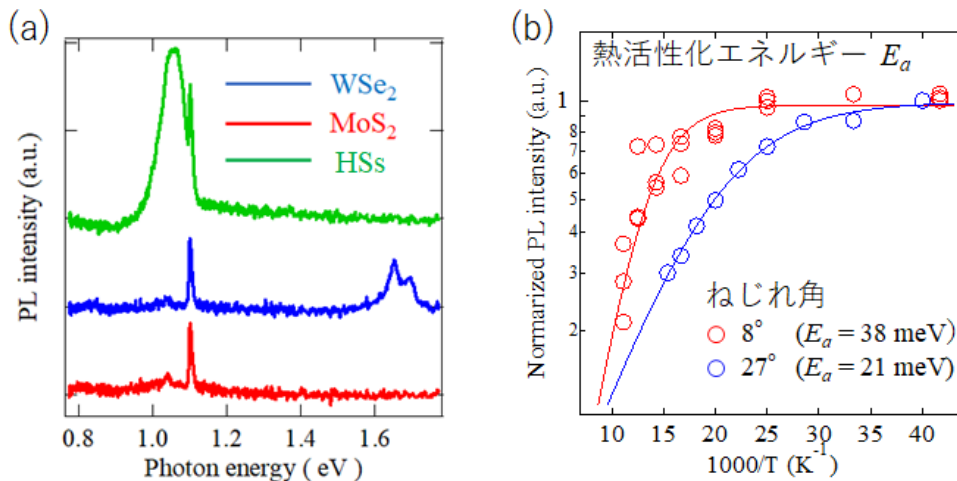 (a)
PL intensity (a.u.)
WSe2
MoS2
HSs
0.8 1.0 1.2 1.4 1.6
Photon energy ( eV )
(b)
熱活性化エネルギー Ea
Normalized PL intensity (a.u.)
1
8
7
6
5
4
3
2
ねじれ角
8° (Ea = 38 meV)
27° (Ea = 21 meV)
10 15 20 25 30 35 40
1000/T (K-1)